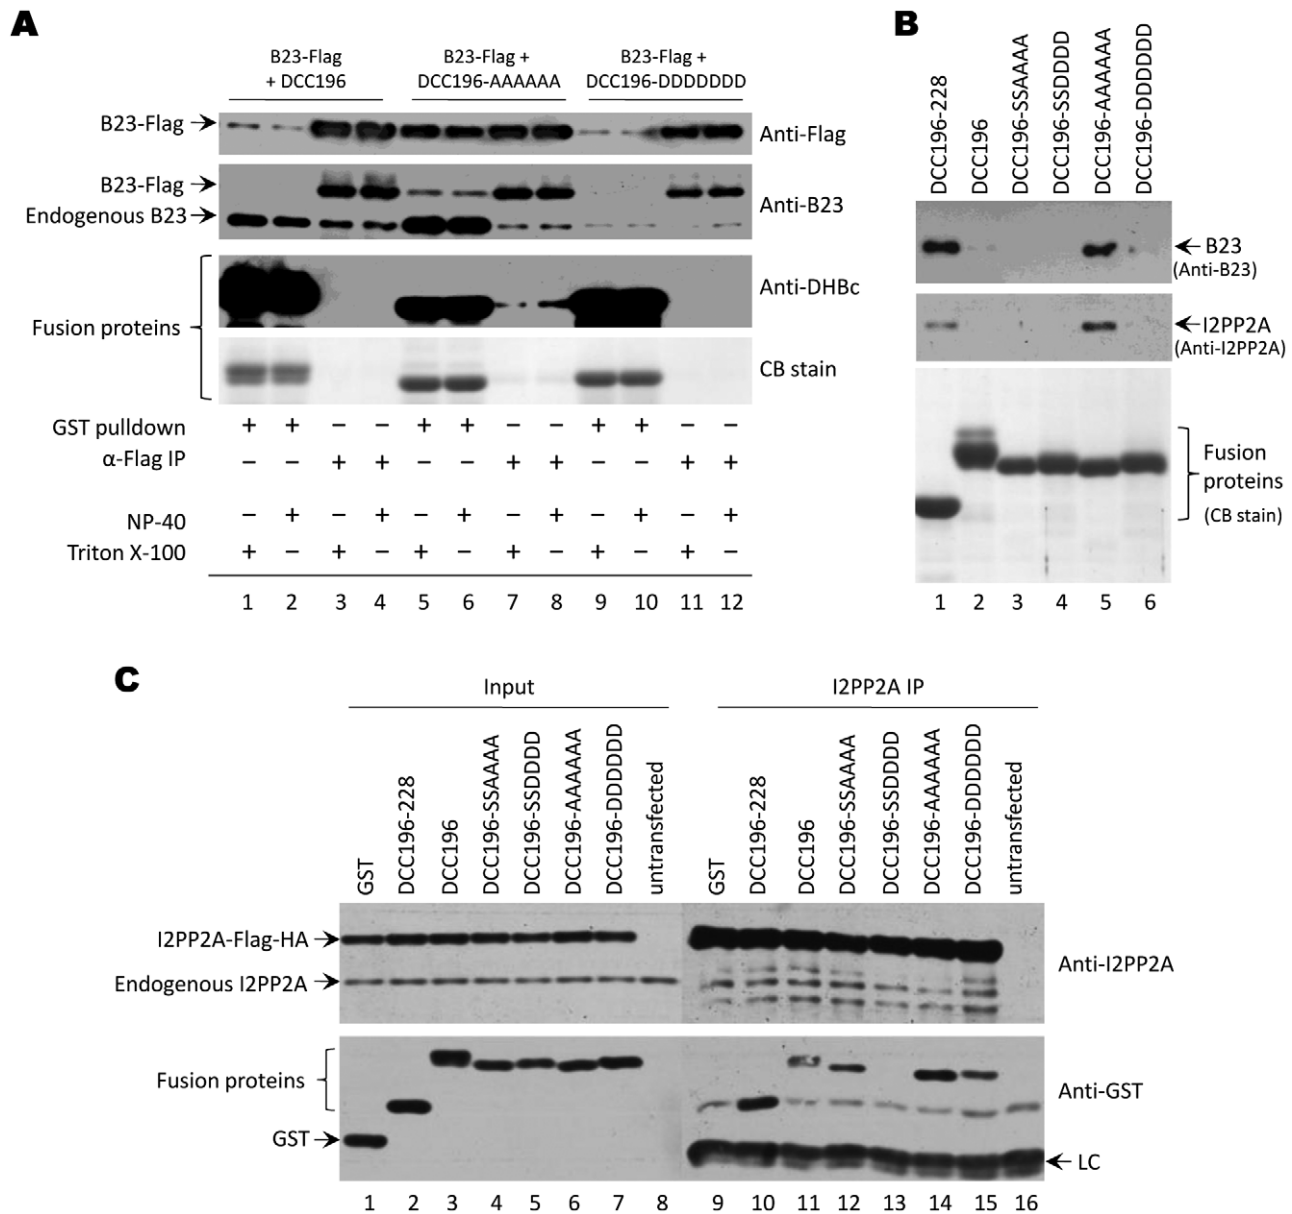 A
B23-Flag
+ DCC196
B23-Flag +
DCC196-AAAAAA
B23-Flag +
DCC196-DDDDDDD
B23-Flag
Anti-Flag
B23-Flag
Endogenous B23
Anti-B23
Fusion proteins
Anti-DHBc
CB stain
GST pulldown + + – – + + – – + + – –
α-Flag IP – – + + – – + + – – + +
NP-40 – + – + – + – + – + – +
Triton X-100 + – + – + – + – + – + –
1 2 3 4 5 6 7 8 9 10 11 12
B
DCC196-228
DCC196
DCC196-SSAAAA
DCC196-SSDDDD
DCC196-AAAAAA
DCC196-DDDDDD
B23
(Anti-B23)
I2PP2A
(Anti-I2PP2A)
Fusion
proteins
(CB stain)
1 2 3 4 5 6
C
Input
I2PP2A IP
GST
DCC196-228
DCC196
DCC196-SSAAAA
DCC196-SSDDDD
DCC196-AAAAAA
DCC196-DDDDDD
untransfected
GST
DCC196-228
DCC196
DCC196-SSAAAA
DCC196-SSDDDD
DCC196-AAAAAA
DCC196-DDDDDD
untransfected
I2PP2A-Flag-HA
Endogenous I2PP2A
Anti-I2PP2A
Fusion proteins
GST
Anti-GST
LC
1 2 3 4 5 6 7 8 9 10 11 12 13 14 15 16